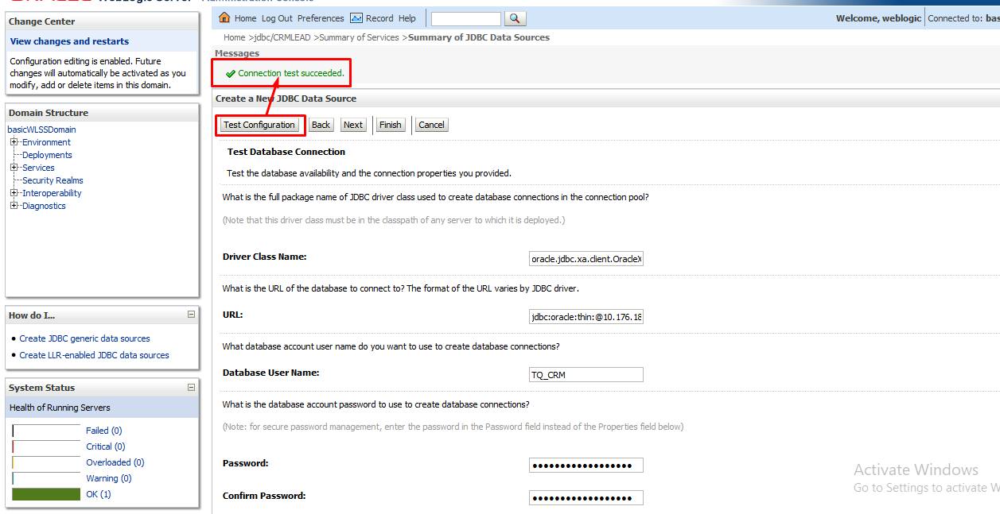 WebLogic Server Administration Console
Change Center
View changes and restarts
Configuration editing is enabled. Future
changes will automatically be activated as you
modify, add or delete items in this domain.
Domain Structure
basicWLSSDomain
Environment
Deployments
Services
Security Realms
Interoperability
Diagnostics
How do I...
Create JDBC generic data sources
Create LLR-enabled JDBC data sources
System Status
Health of Running Servers
Failed (0)
Critical (0)
Overloaded (0)
Warning (0)
OK (1)
Home Log Out Preferences Record Help
Welcome, weblogic Connected to: bas
Home >jdbc/CRMLEAD >Summary of Services >Summary of JDBC Data Sources
Messages
Connection test succeeded.
Create a New JDBC Data Source
Test Configuration Back Next Finish Cancel
Test Database Connection
Test the database availability and the connection properties you provided.
What is the full package name of JDBC driver class used to create database connections in the connection pool?
(Note that this driver class must be in the classpath of any server to which it is deployed.)
Driver Class Name: oracle.jdbc.xa.client.OracleX
What is the URL of the database to connect to? The format of the URL varies by JDBC driver.
URL: jdbc:oracle:thin:@10.176.18
What database account user name do you want to use to create database connections?
Database User Name: TQ_CRM
What is the database account password to use to create database connections?
(Note: for secure password management, enter the password in the Password field instead of the Properties field below)
Password: ●●●●●●●●●●●●●●●●●●
Confirm Password: ●●●●●●●●●●●●●●●●●●
Activate Windows
Go to Settings to activate W